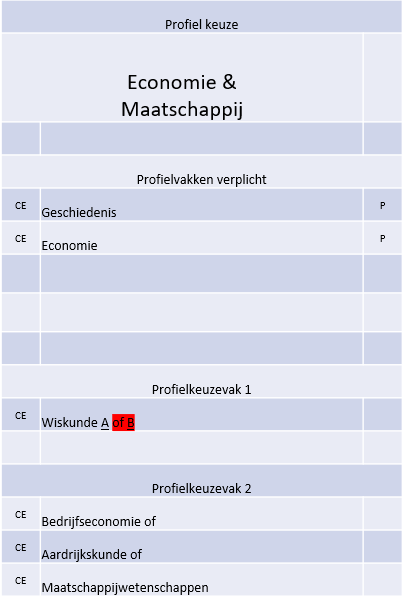 Profiel keuze
Economie &
Maatschappij
Profielvakken verplicht
CE Geschiedenis P
CE Economie P
Profielkeuzevak 1
CE Wiskunde A of B
Profielkeuzevak 2
CE Bedrijfseconomie of
CE Aardrijkskunde of
CE Maatschappijwetenschappen